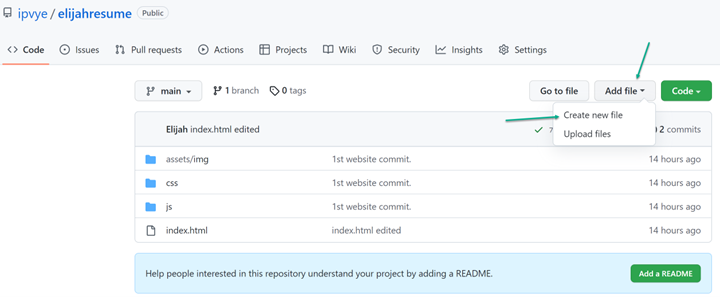 ipvye / elijahresume Public
Code Issues Pull requests Actions Projects Wiki Security Insights Settings
main 1 branch 0 tags Go to file Add file Code
Create new file
Elijah index.html edited 2 commits
Upload files
assets/img 1st website commit. 14 hours ago
css 1st website commit. 14 hours ago
js 1st website commit. 14 hours ago
index.html index.html edited 14 hours ago
Help people interested in this repository understand your project by adding a README. Add a README